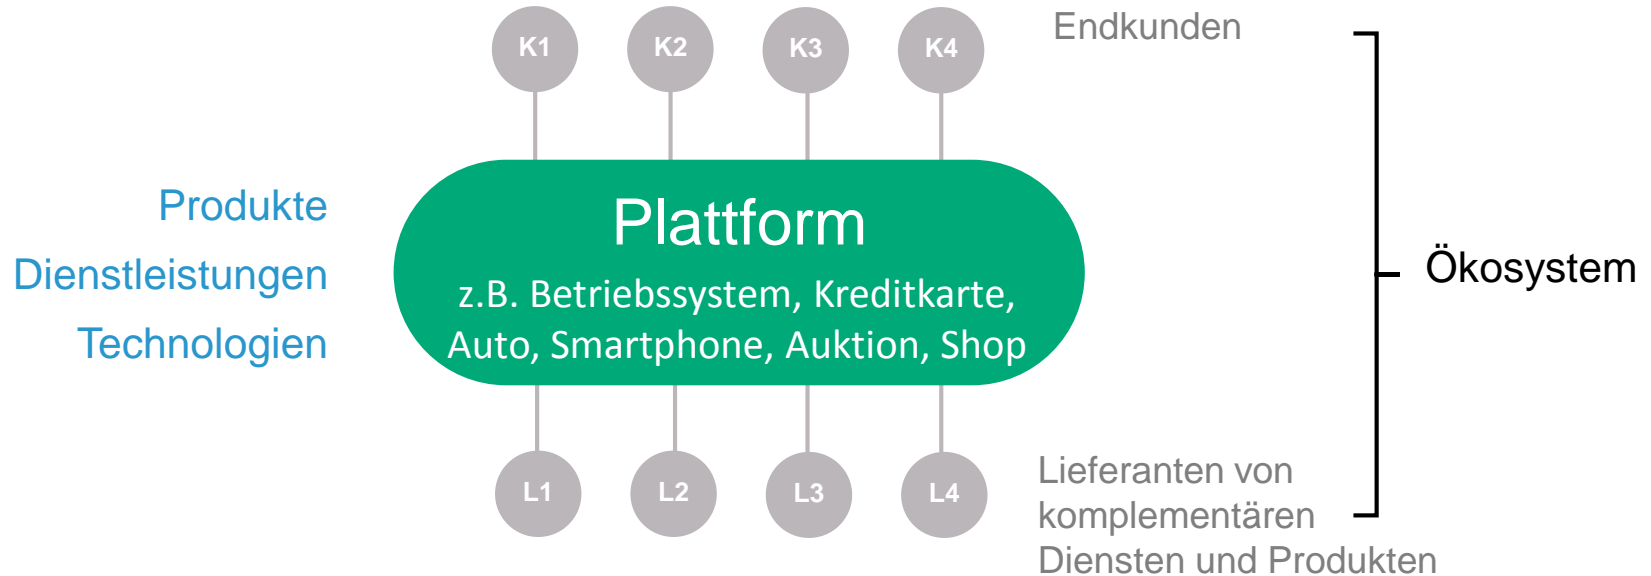 K1 K2 K3 K4
Endkunden
Produkte
Dienstleistungen
Technologien
Plattform
z.B. Betriebssystem, Kreditkarte,
Auto, Smartphone, Auktion, Shop
Ökosystem
L1 L2 L3 L4
Lieferanten von
komplementären
Diensten und Produkten